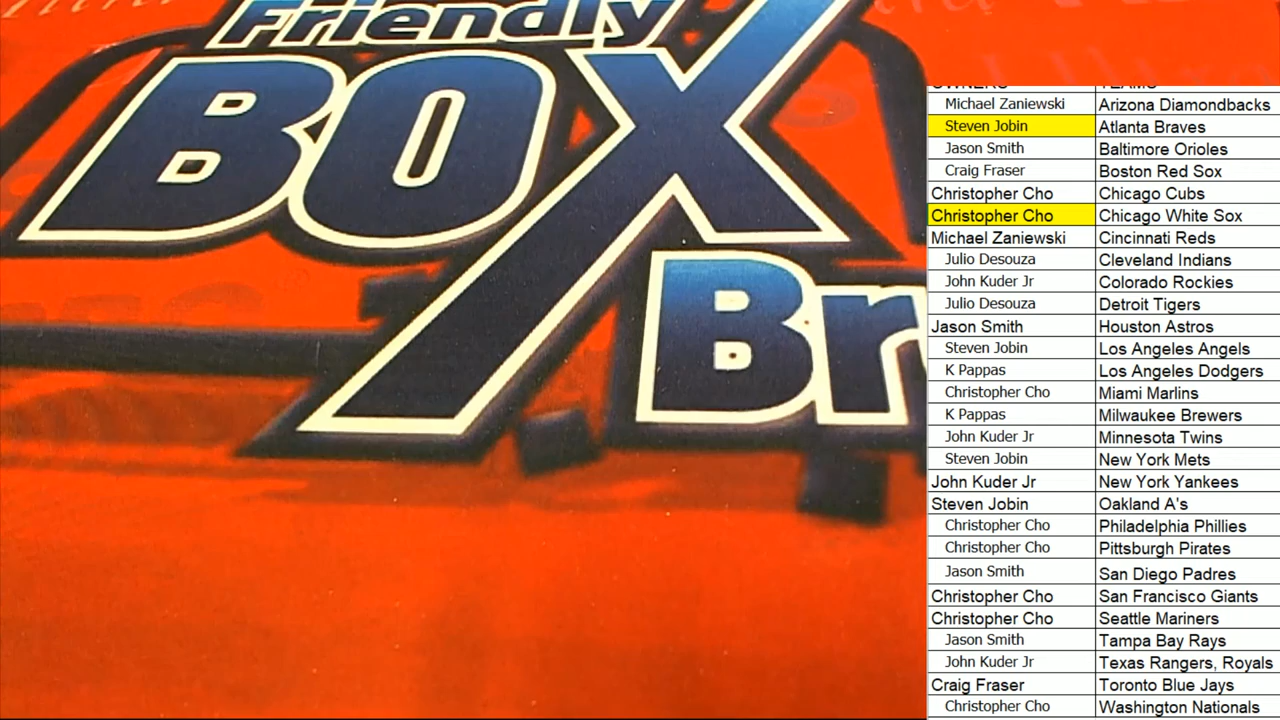 Friendly
BOX
Br
OWNERS TEAMS
Michael Zaniewski Arizona Diamondbacks
Steven Jobin Atlanta Braves
Jason Smith Baltimore Orioles
Craig Fraser Boston Red Sox
Christopher Cho Chicago Cubs
Christopher Cho Chicago White Sox
Michael Zaniewski Cincinnati Reds
Julio Desouza Cleveland Indians
John Kuder Jr Colorado Rockies
Julio Desouza Detroit Tigers
Jason Smith Houston Astros
Steven Jobin Los Angeles Angels
K Pappas Los Angeles Dodgers
Christopher Cho Miami Marlins
K Pappas Milwaukee Brewers
John Kuder Jr Minnesota Twins
Steven Jobin New York Mets
John Kuder Jr New York Yankees
Steven Jobin Oakland A's
Christopher Cho Philadelphia Phillies
Christopher Cho Pittsburgh Pirates
Jason Smith San Diego Padres
Christopher Cho San Francisco Giants
Christopher Cho Seattle Mariners
Jason Smith Tampa Bay Rays
John Kuder Jr Texas Rangers, Royals
Craig Fraser Toronto Blue Jays
Christopher Cho Washington Nationals